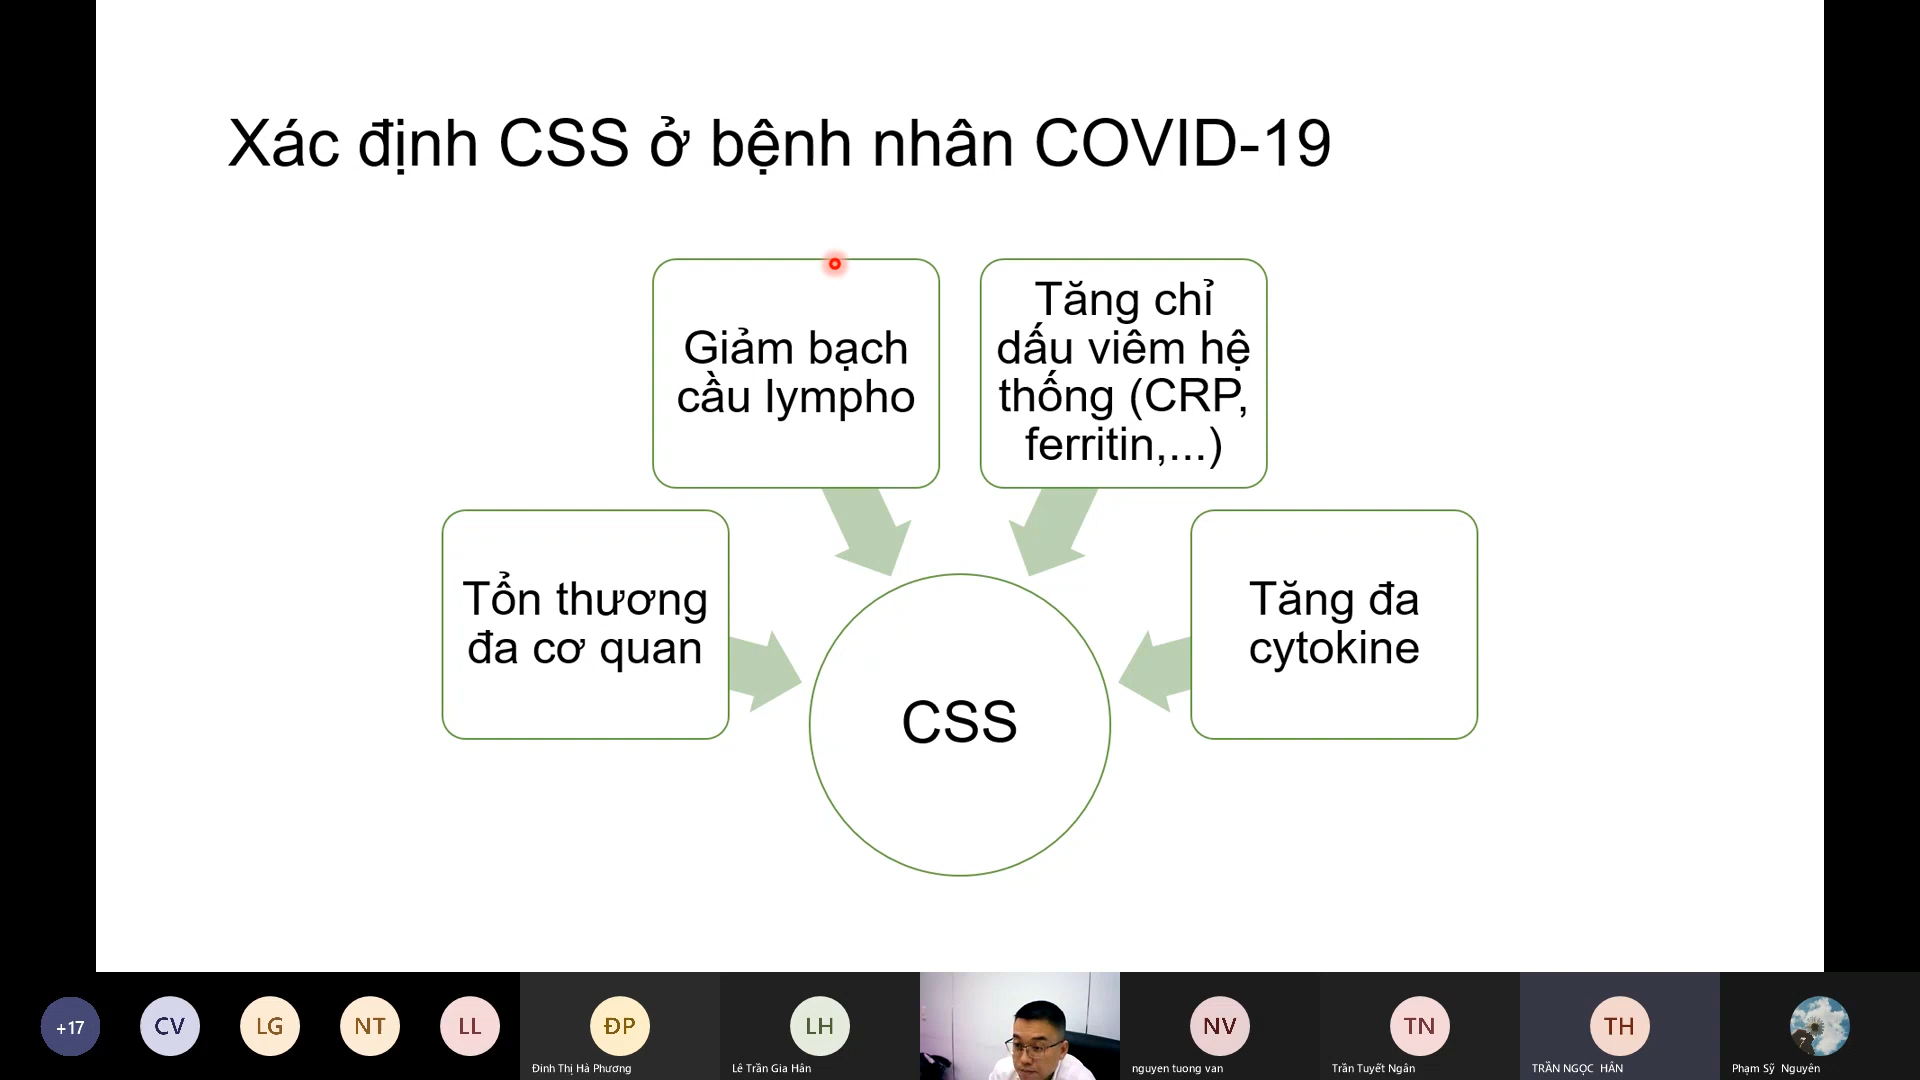 Xác định CSS ở bệnh nhân COVID-19
Giảm bạch
cầu lympho
Tăng chỉ
dấu viêm hệ
thống (CRP,
ferritin,...)
Tổn thương
đa cơ quan
Tăng đa
cytokine
CSS
+17
CV
LG
NT
LL
ĐP
Đinh Thị Hà Phương
LH
Lê Trần Gia Hân
NV
nguyen tuong van
TN
Trần Tuyết Ngân
TH
TRẦN NGỌC HÂN
Phạm Sỹ Nguyên